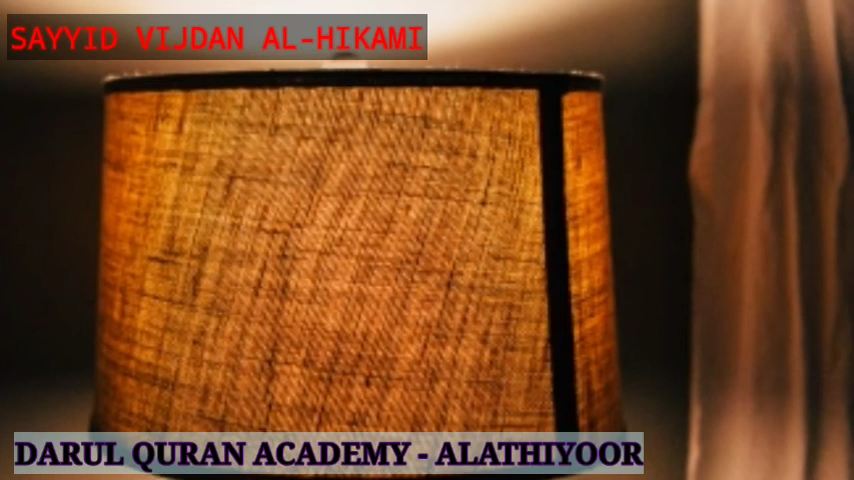 SAYYID VIJDAN AL-HIKAMI
DARUL QURAN ACADEMY - ALATHIYOOR